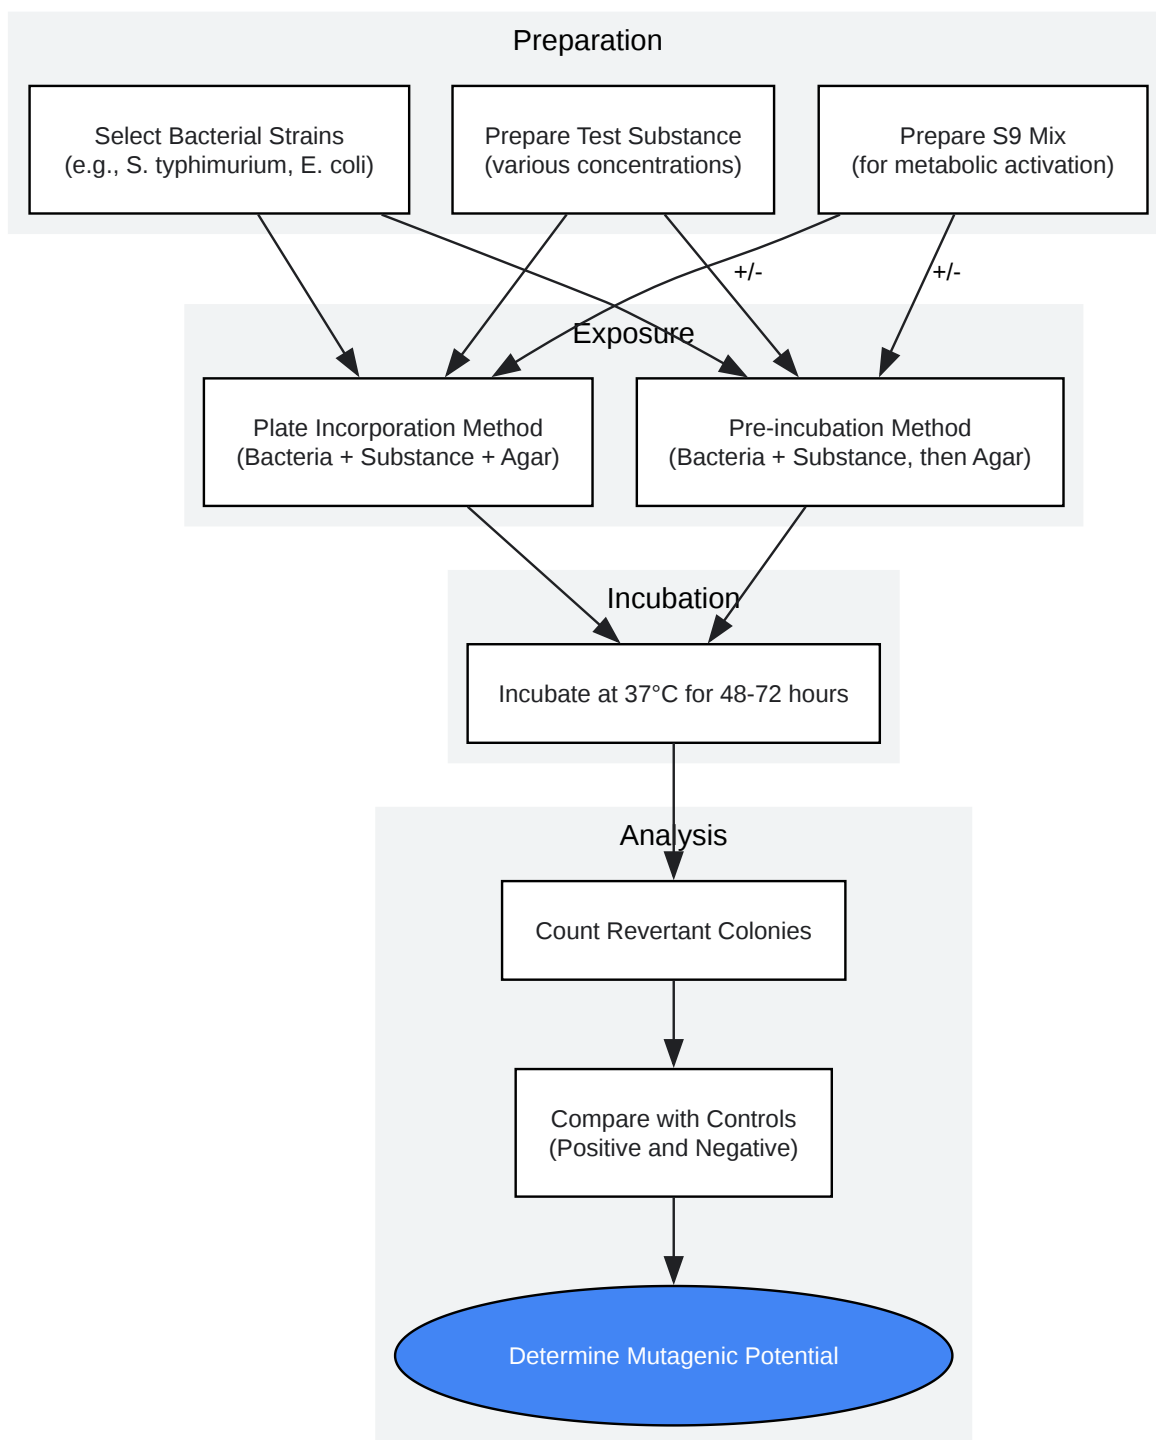 Preparation
Select Bacterial Strains
(e.g., S. typhimurium, E. coli)
Prepare Test Substance
(various concentrations)
Prepare S9 Mix
(for metabolic activation)
+/-
+/-
Exposure
Plate Incorporation Method
(Bacteria + Substance + Agar)
Pre-incubation Method
(Bacteria + Substance, then Agar)
Incubation
Incubate at 37°C for 48-72 hours
Analysis
Count Revertant Colonies
Compare with Controls
(Positive and Negative)
Determine Mutagenic Potential